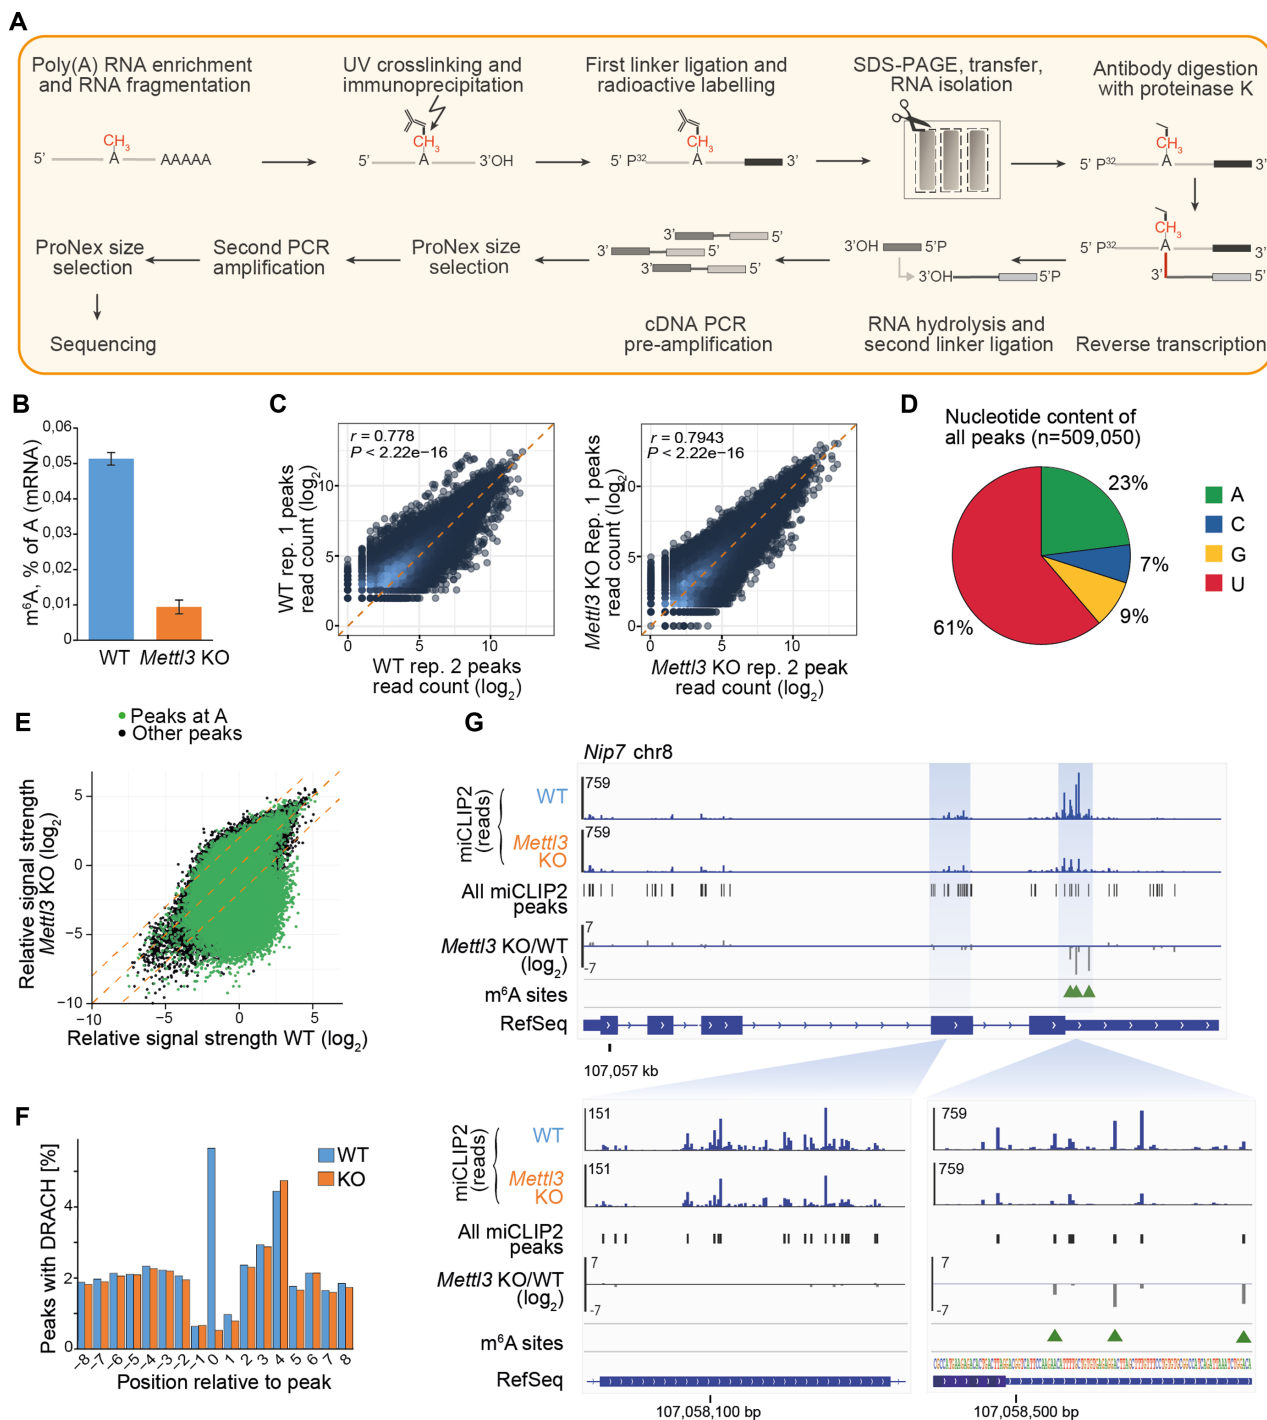 A
Poly(A) RNA enrichment
and RNA fragmentation
UV crosslinking and
immunoprecipitation
First linker ligation and
radioactive labelling
SDS-PAGE, transfer,
RNA isolation
Antibody digestion
with proteinase K
5' CH3 A AAAAA
5' CH3 A 3'OH
5' P32 CH3 A 3'
5' P32 CH3 A 3'
ProNex size
selection
Second PCR
amplification
ProNex size
selection
3' 5'
3' 5'
3' 5'
3'OH 5'P
3'OH 5'P
5' P32 CH3 A 3'
3' 5'
Sequencing
cDNA PCR
pre-amplification
RNA hydrolysis and
second linker ligation
Reverse transcription
B
m6A, % of A (mRNA)
0,06
0,05
0,04
0,03
0,02
0,01
0
WT Mettl3 KO
C
r = 0.778
P < 2.22e−16
WT rep. 1 peaks
read count (log2)
10
5
0
0 5 10
WT rep. 2 peaks
read count (log2)
r = 0.7943
P < 2.22e−16
Mettl3 KO Rep. 1 peaks
read count (log2)
10
5
0
0 5 10
Mettl3 KO rep. 2 peak
read count (log2)
D
Nucleotide content of
all peaks (n=509,050)
23%
7%
9%
61%
A
C
G
U
E
Peaks at A
Other peaks
Relative signal strength
Mettl3 KO (log2)
5
0
−5
−10
−10 −5 0 5
Relative signal strength WT (log2)
F
Peaks with DRACH [%]
4
2
0
WT
KO
−8 −7 −6 −5 −4 −3 −2 −1 0 1 2 3 4 5 6 7 8
Position relative to peak
G
Nip7 chr8
miCLIP2
(reads)
WT
759
Mettl3
KO
759
All miCLIP2
peaks
Mettl3 KO/WT
(log2)
7
-7
m6A sites
RefSeq
107,057 kb
miCLIP2
(reads)
WT
151
759
Mettl3
KO
151
759
All miCLIP2
peaks
Mettl3 KO/WT
(log2)
7
-7
7
-7
m6A sites
RefSeq
107,058,100 bp
107,058,500 bp